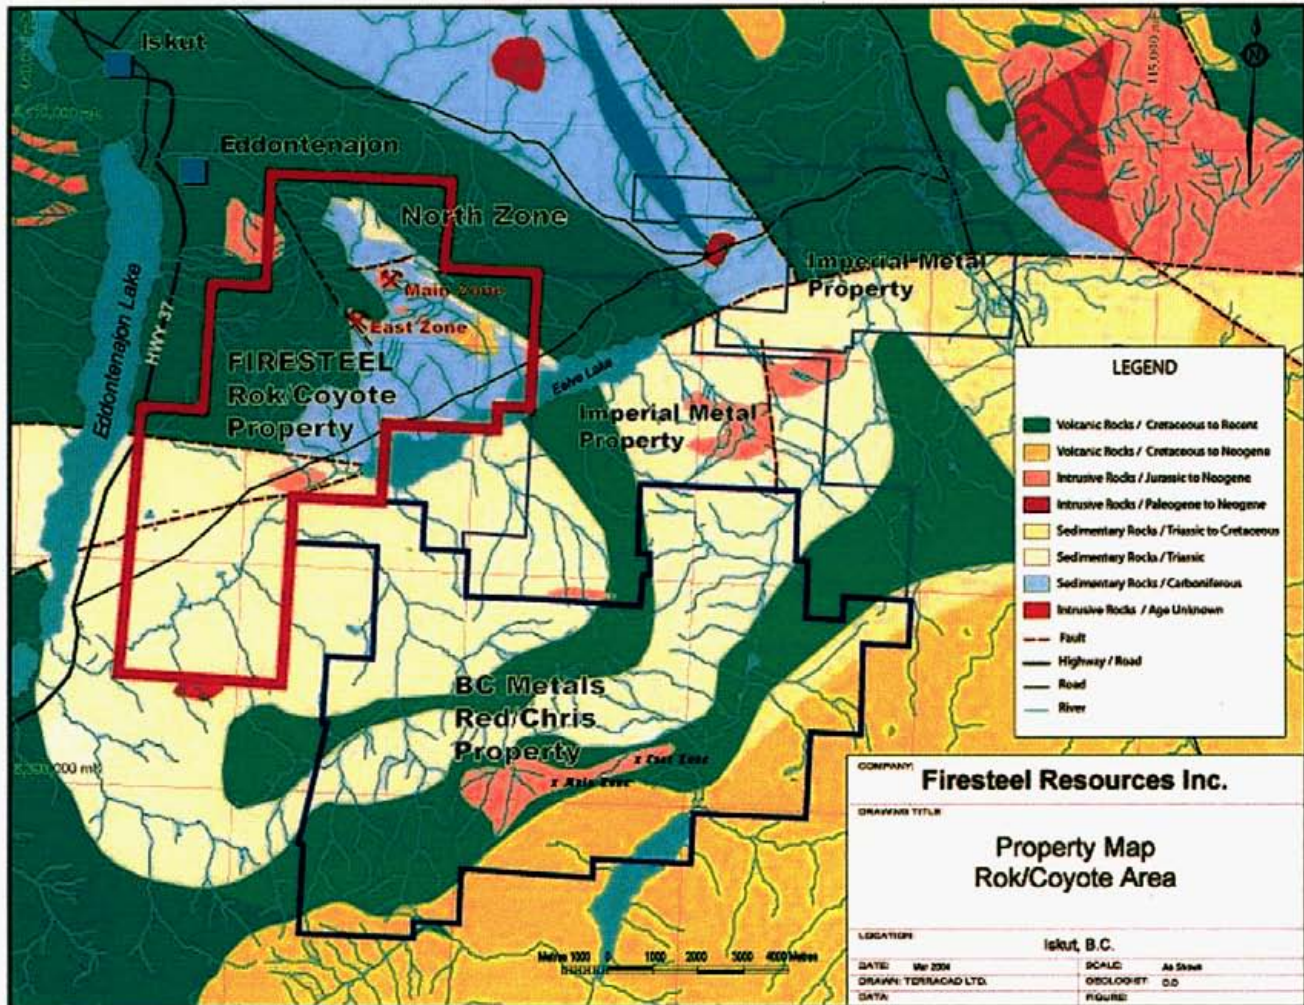 Iskut
Eddontenajon
North Zone
Main Zone
East Zone
FIRESTEEL
Rok/Coyote
Property
Eddontenajon Lake
HWY 37
Imperial Metal
Property
Imperial Metal
Property
BC Metals
Red/Chris
Property
x East Zone
x Main Zone
LEGEND
Volcanic Rocks / Cretaceous to Recent
Volcanic Rocks / Cretaceous to Neogene
Intrusive Rocks / Jurassic to Neogene
Intrusive Rocks / Paleogene to Neogene
Sedimentary Rocks / Triassic to Cretaceous
Sedimentary Rocks / Triassic
Sedimentary Rocks / Carboniferous
Intrusive Rocks / Age Unknown
Fault
Highway / Road
Road
River
N
Metres 1000 0 1000 2000 3000 4000 Metres
COMPANY:
Firesteel Resources Inc.
DRAWING TITLE
Property Map
Rok/Coyote Area
LOCATION:
Iskut, B.C.
DATE: Mar 2004
SCALE: As Shown
DRAWN: TERRACAD LTD.
GEOLOGIST: D.D
DATA:
FIGURE: